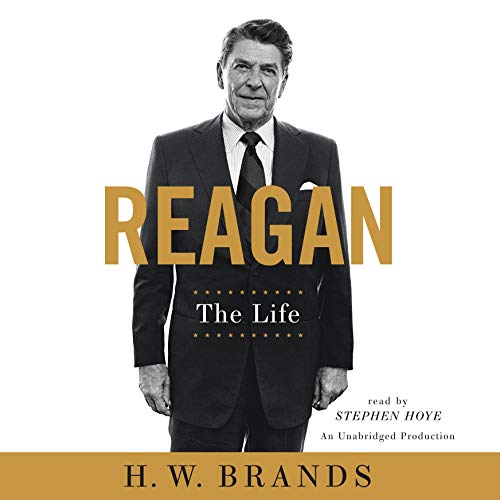 REAGAN
The Life
read by
STEPHEN HOYE
An Unabridged Production
H. W. BRANDS